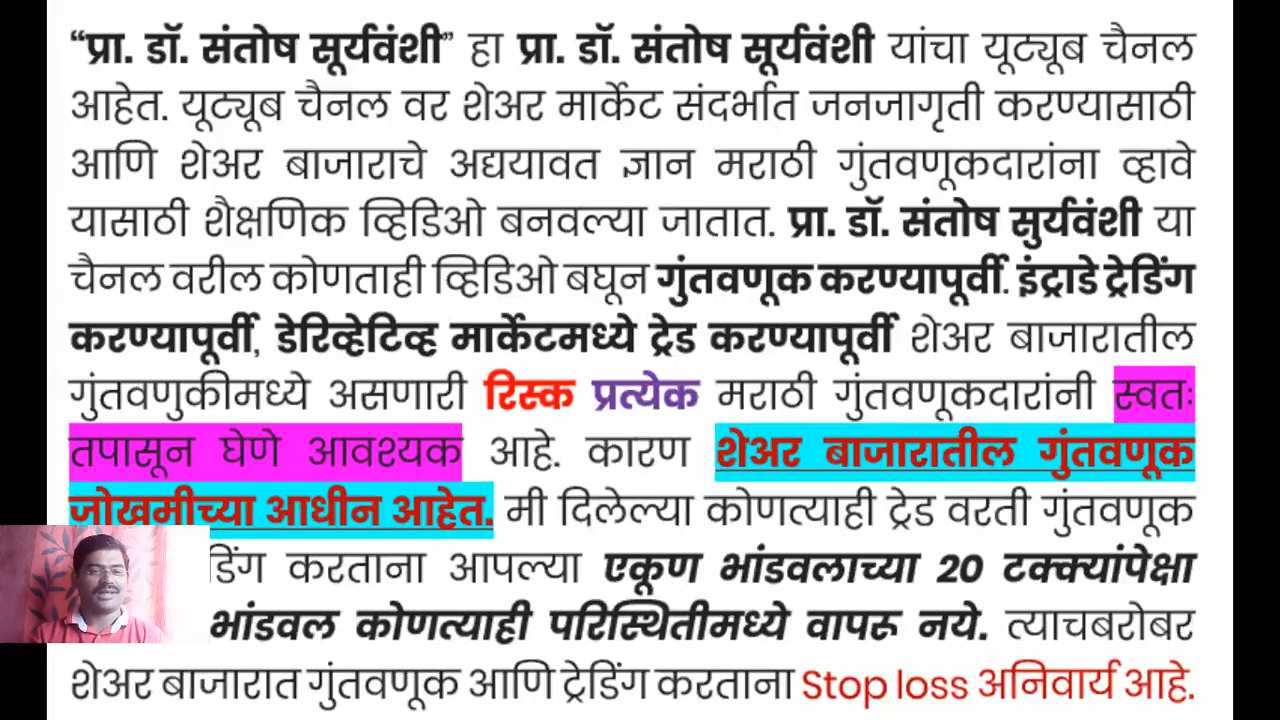 “प्रा. डॉ. संतोष सूर्यवंशी” हा प्रा. डॉ. संतोष सूर्यवंशी यांचा यूट्यूब चैनल
आहेत. यूट्यूब चैनल वर शेअर मार्केट संदर्भात जनजागृती करण्यासाठी
आणि शेअर बाजाराचे अद्ययावत ज्ञान मराठी गुंतवणूकदारांना व्हावे
यासाठी शैक्षणिक व्हिडिओ बनवल्या जातात. प्रा. डॉ. संतोष सुर्यवंशी या
चैनल वरील कोणताही व्हिडिओ बघून गुंतवणूक करण्यापूर्वी. इंट्राडे ट्रेडिंग
करण्यापूर्वी, डेरिव्हेटिव्ह मार्केटमध्ये ट्रेड करण्यापूर्वी शेअर बाजारातील
गुंतवणुकीमध्ये असणारी रिस्क प्रत्येक मराठी गुंतवणूकदारांनी स्वतः
तपासून घेणे आवश्यक आहे. कारण शेअर बाजारातील गुंतवणूक
जोखमीच्या आधीन आहेत. मी दिलेल्या कोणत्याही ट्रेड वरती गुंतवणूक
डिंग करताना आपल्या एकूण भांडवलाच्या 20 टक्क्यांपेक्षा
भांडवल कोणत्याही परिस्थितीमध्ये वापरू नये. त्याचबरोबर
शेअर बाजारात गुंतवणूक आणि ट्रेडिंग करताना Stop loss अनिवार्य आहे.